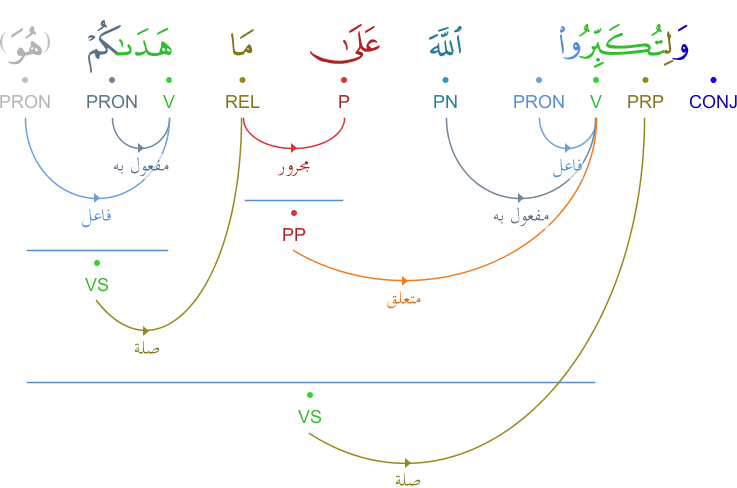 وَلِتُكَبِّرُوا۟ ٱللَّهَ عَلَىٰ مَا هَدَىٰكُمْ (هُوَ)
CONJ PRP V PRON PN P REL V PRON PRON
فاعل مجرور مفعول به
مفعول به فاعل
PP
VS
متعلق
صلة
VS
صلة